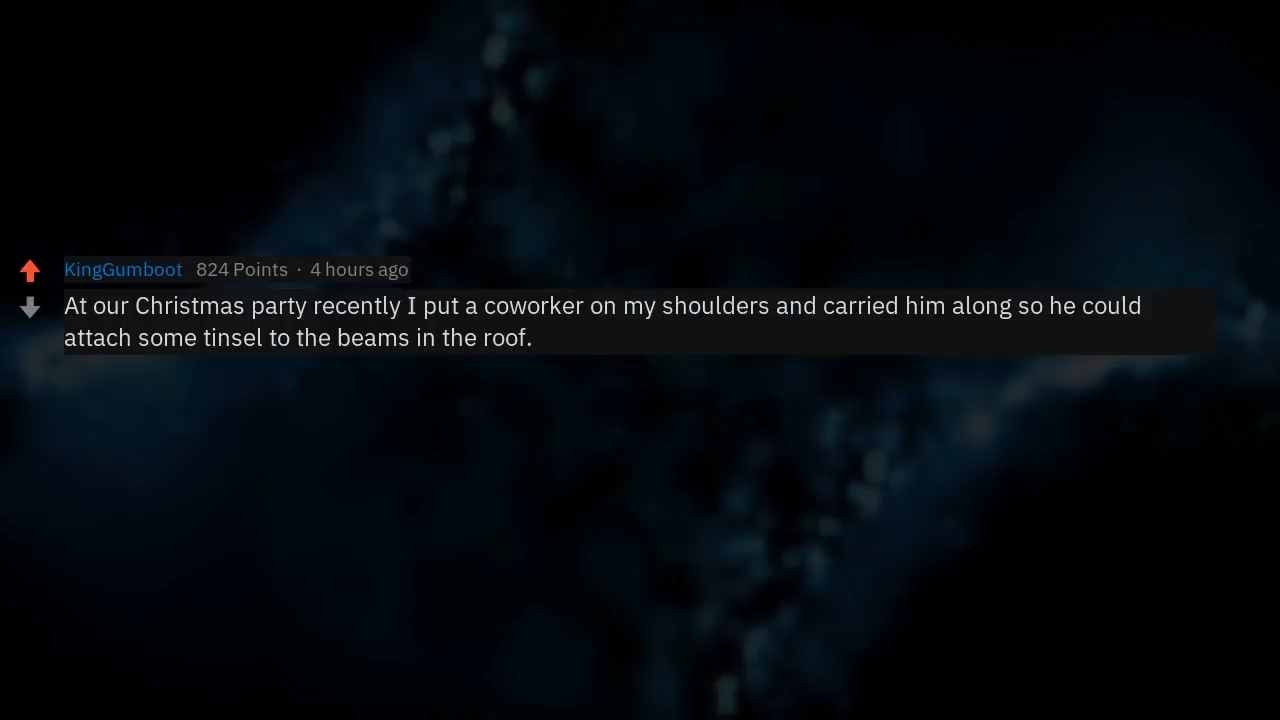 KingGumboot 824 Points · 4 hours ago
At our Christmas party recently I put a coworker on my shoulders and carried him along so he could
attach some tinsel to the beams in the roof.